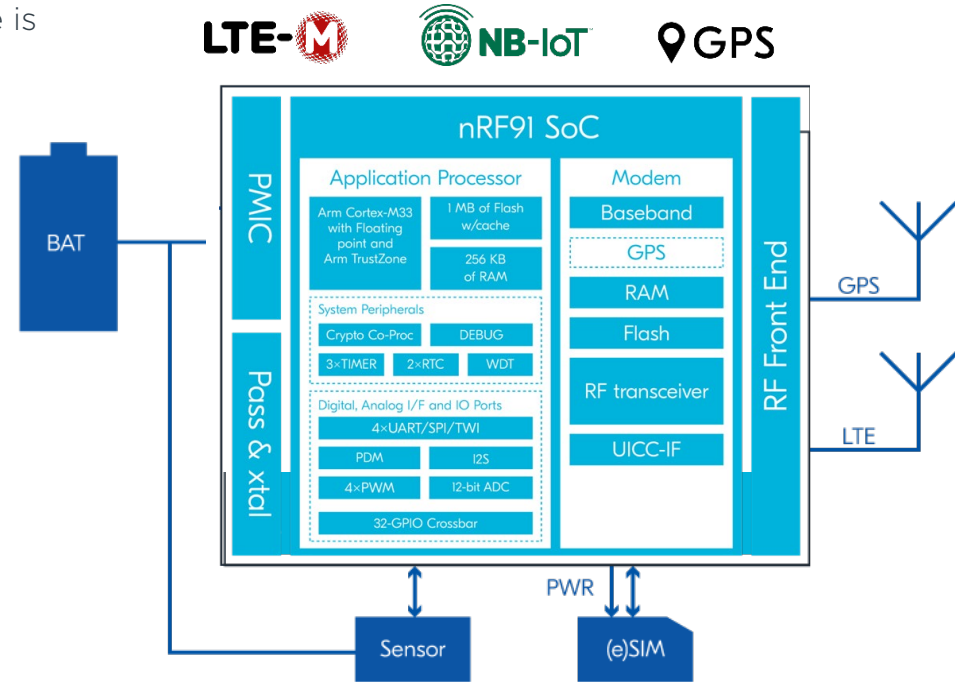 e is
LTE-M
NB-IoT
GPS
nRF91 SoC
PMIC
Pass & xtal
BAT
Application Processor
Arm Cortex-M33
with Floating
point and
Arm TrustZone
1 MB of Flash
w/cache
256 KB
of RAM
System Peripherals
Crypto Co-Proc
DEBUG
3×TIMER
2×RTC
WDT
Digital, Analog I/F and IO Ports
4×UART/SPI/TWI
PDM
I2S
4×PWM
12-bit ADC
32-GPIO Crossbar
Modem
Baseband
GPS
RAM
Flash
RF transceiver
UICC-IF
RF Front End
GPS
LTE
PWR
Sensor
(e)SIM